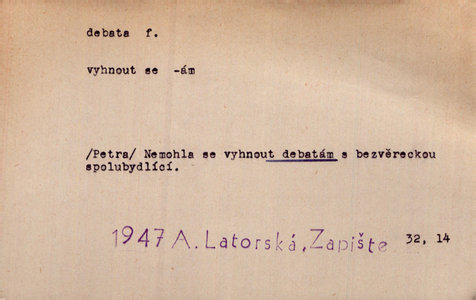 debata f.
vyhnout se -ám
/Petra/ Nemohla se vyhnout debatám s bezvěreckou
spolubydlící.
1947 A. Latorská, Zapište 32, 14